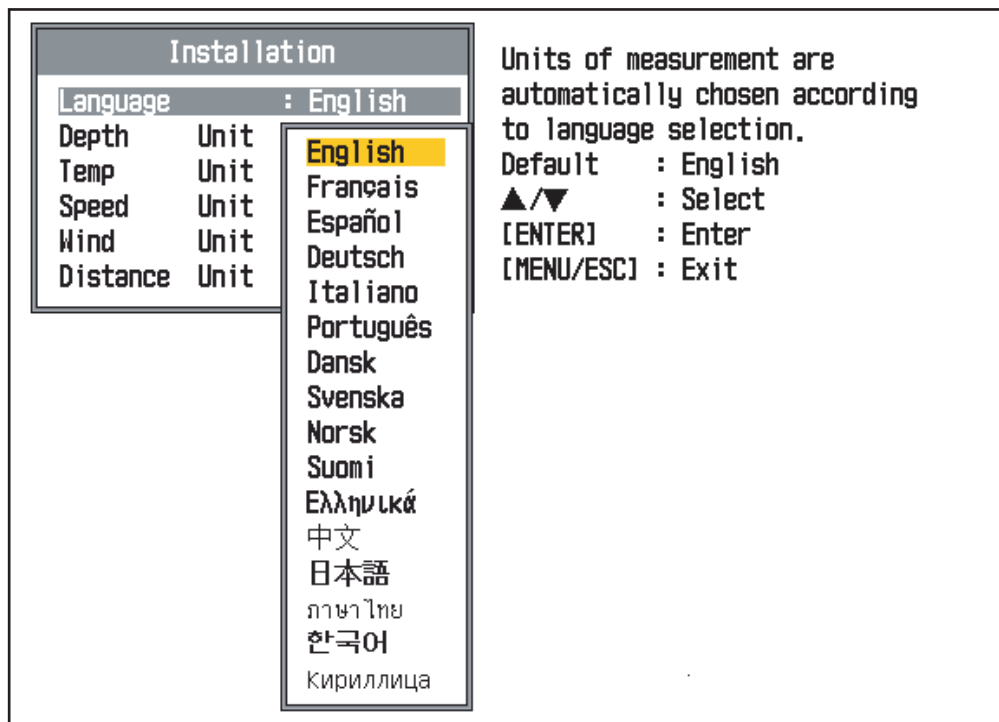 Installation
Language : English
Depth Unit
Temp Unit
Speed Unit
Wind Unit
Distance Unit
English
Français
Español
Deutsch
Italiano
Português
Dansk
Svenska
Norsk
Suomi
Ελληνικά
中文
日本語
ภาษาไทย
한국어
Кириллица
Units of measurement are
automatically chosen according
to language selection.
Default : English
▲/▼ : Select
[ENTER] : Enter
[MENU/ESC] : Exit